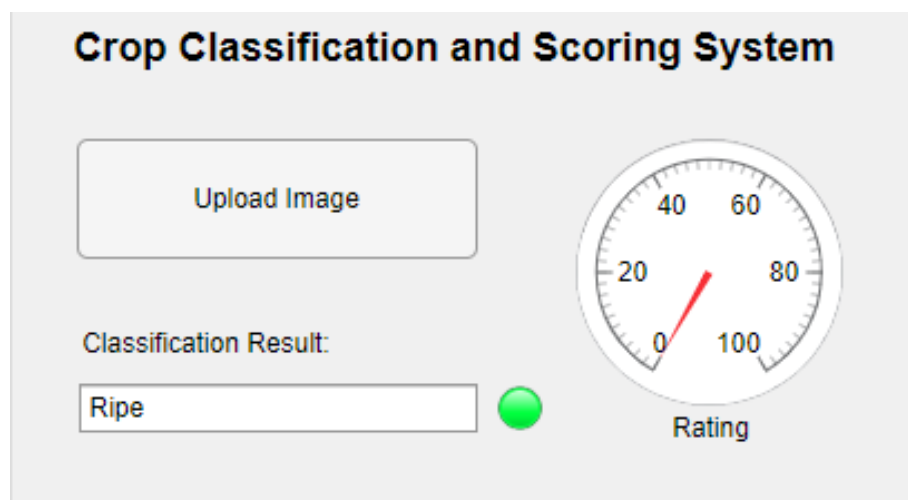 Crop Classification and Scoring System
Upload Image
40 60
20 80
0 100
Classification Result:
Ripe
Rating